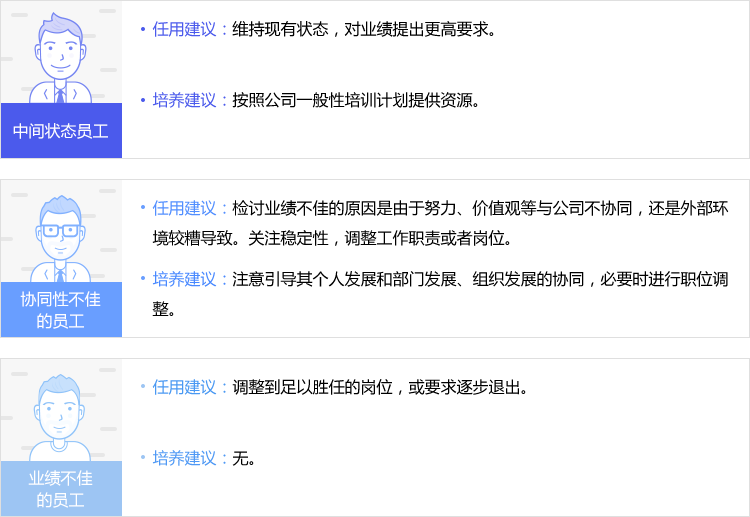 • 任用建议：维持现有状态，对业绩提出更高要求。
• 培养建议：按照公司一般性培训计划提供资源。
中间状态员工
• 任用建议：检讨业绩不佳的原因是由于努力、价值观等与公司不协同，还是外部环
境较糟导致。关注稳定性，调整工作职责或者岗位。
• 培养建议：注意引导其个人发展和部门发展、组织发展的协同，必要时进行职位调
整。
协同性不佳
的员工
• 任用建议：调整到足以胜任的岗位，或要求逐步退出。
• 培养建议：无。
业绩不佳
的员工